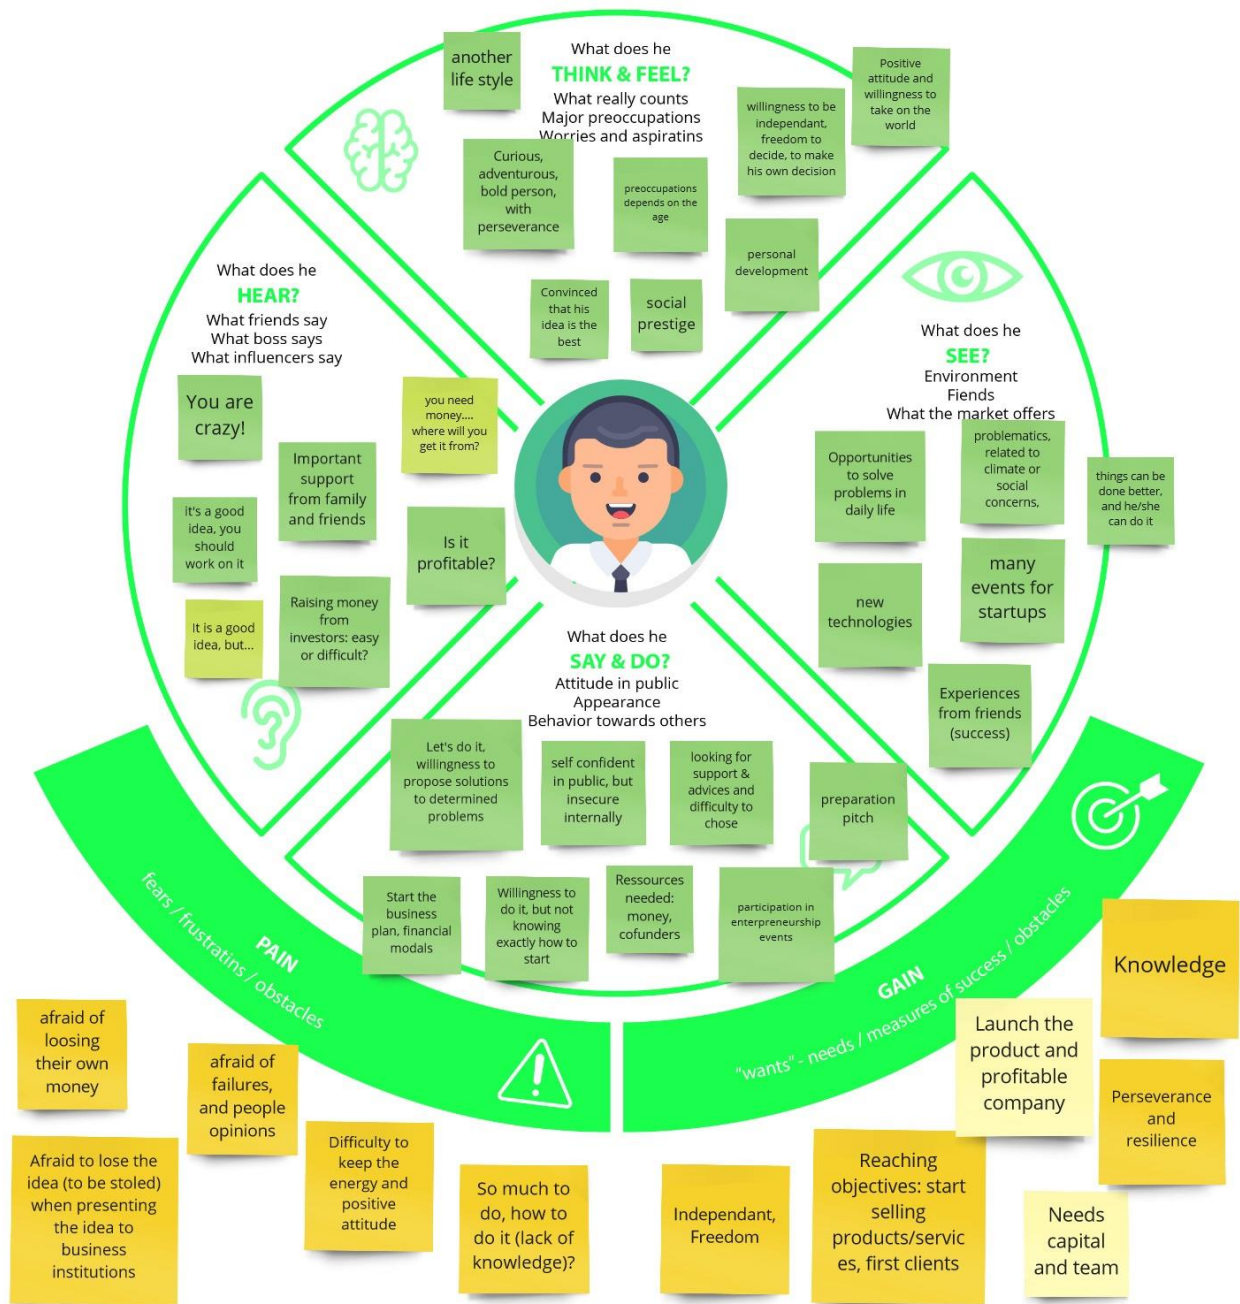 What does he
THINK & FEEL?
What really counts
Major preoccupations
Worries and aspiratins
another
life style
Positive
attitude and
willingness to
take on the
world
willingness to be
independant,
freedom to
decide, to make
his own decision
Curious,
adventurous,
bold person,
with
perseverance
preoccupations
depends on the
age
personal
development
Convinced
that his
idea is the
best
social
prestige
What does he
HEAR?
What friends say
What boss says
What influencers say
You are
crazy!
you need
money....
where will you
get it from?
Important
support
from family
and friends
it's a good
idea, you
should
work on it
Is it
profitable?
It is a good
idea, but...
Raising money
from
investors: easy
or difficult?
What does he
SEE?
Environment
Fiends
What the market offers
Opportunities
to solve
problems in
daily life
problematics,
related to
climate or
social
concerns,
things can be
done better,
and he/she
can do it
new
technologies
many
events for
startups
Experiences
from friends
(success)
What does he
SAY & DO?
Attitude in public
Appearance
Behavior towards others
Let's do it,
willingness to
propose solutions
to determined
problems
self confident
in public, but
insecure
internally
looking for
support &
advices and
difficulty to
chose
preparation
pitch
Start the
business
plan, financial
modals
Willingness to
do it, but not
knowing
exactly how to
start
Ressources
needed:
money,
cofunders
participation in
enterpreneurship
events
PAIN
fears / frustratins / obstacles
afraid of
loosing
their own
money
afraid of
failures,
and people
opinions
Afraid to lose the
idea (to be stoled)
when presenting
the idea to
business
institutions
Difficulty to
keep the
energy and
positive
attitude
So much to
do, how to
do it (lack of
knowledge)?
GAIN
"wants" - needs / measures of success / obstacles
Knowledge
Launch the
product and
profitable
company
Perseverance
and
resilience
Independant,
Freedom
Reaching
objectives: start
selling
products/servic
es, first clients
Needs
capital
and team